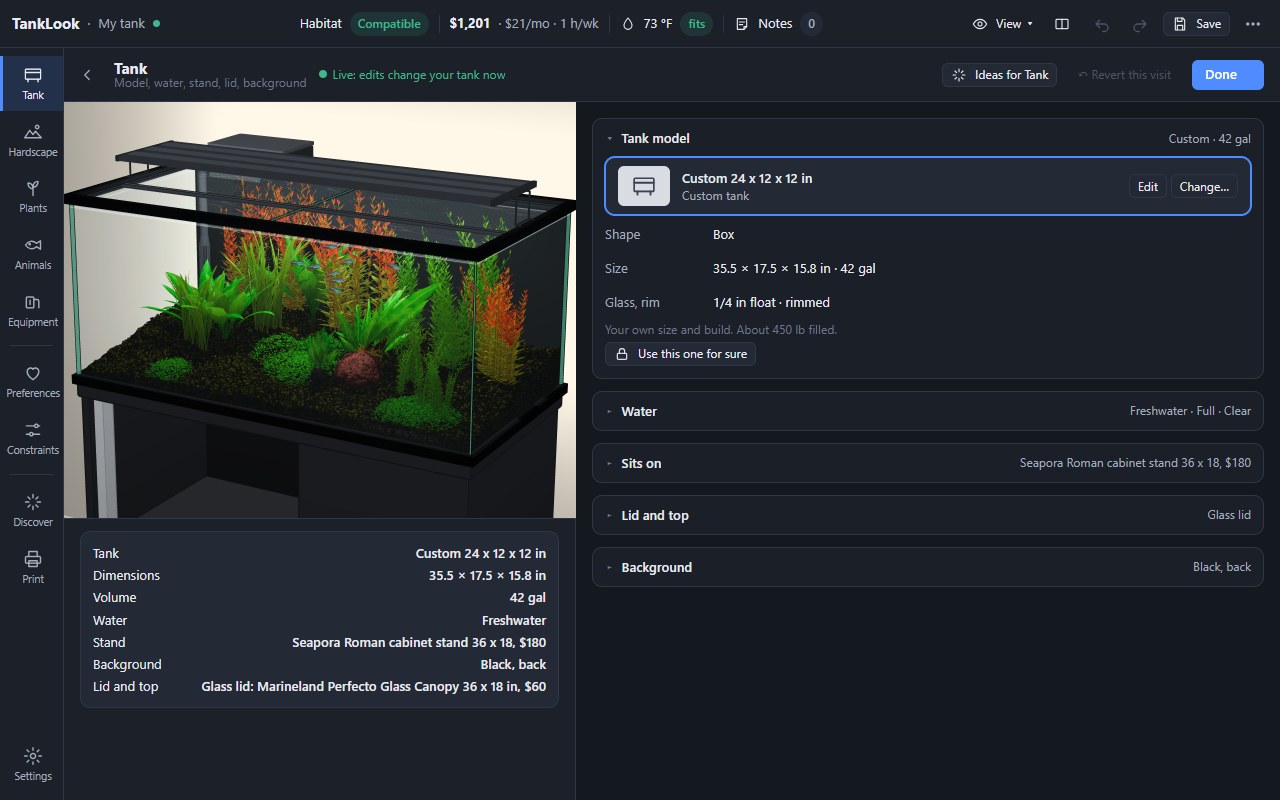 TankLook · My tank
Habitat Compatible $1,201 · $21/mo · 1 h/wk 73 °F fits Notes 0
View Save
Tank
Model, water, stand, lid, background
Live: edits change your tank now
Ideas for Tank Revert this visit Done
Tank
Hardscape
Plants
Animals
Equipment
Preferences
Constraints
Discover
Print
Settings
Tank Custom 24 x 12 x 12 in
Dimensions 35.5 × 17.5 × 15.8 in
Volume 42 gal
Water Freshwater
Stand Seapora Roman cabinet stand 36 x 18, $180
Background Black, back
Lid and top Glass lid: Marineland Perfecto Glass Canopy 36 x 18 in, $60
Tank model Custom · 42 gal
Custom 24 x 12 x 12 in
Custom tank
Edit Change...
Shape Box
Size 35.5 × 17.5 × 15.8 in · 42 gal
Glass, rim 1/4 in float · rimmed
Your own size and build. About 450 lb filled.
Use this one for sure
Water Freshwater · Full · Clear
Sits on Seapora Roman cabinet stand 36 x 18, $180
Lid and top Glass lid
Background Black, back